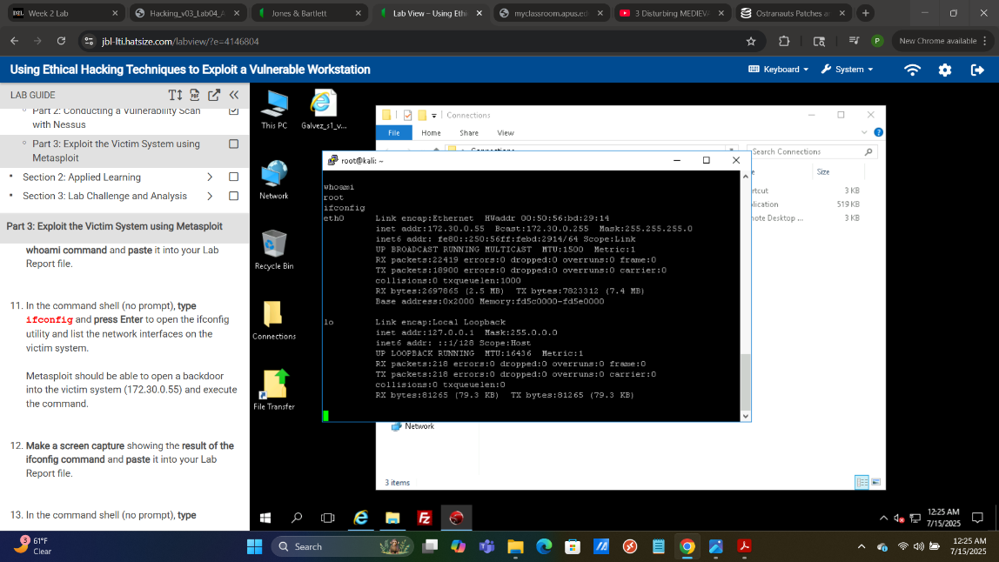 Week 2 Lab
Hacking_v03_Lab04_A
Jones & Bartlett
Lab View – Using Ethi
myclassroom.apus.ed
3 Disturbing MEDIEVA
Ostranauts Patches a
jbl-lti.hatsize.com/labview/?e=4146804
P
New Chrome available
Using Ethical Hacking Techniques to Exploit a Vulnerable Workstation
Keyboard
System
LAB GUIDE
Part 2: Conducting a Vulnerability Scan
with Nessus
Part 3: Exploit the Victim System using
Metasploit
Section 2: Applied Learning
Section 3: Lab Challenge and Analysis
Part 3: Exploit the Victim System using Metasploit
whoami command and paste it into your Lab
Report file.
11. In the command shell (no prompt), type
ifconfig and press Enter to open the ifconfig
utility and list the network interfaces on the
victim system.
Metasploit should be able to open a backdoor
into the victim system (172.30.0.55) and execute
the command.
12. Make a screen capture showing the result of the
ifconfig command and paste it into your Lab
Report file.
13. In the command shell (no prompt), type
This PC
Galvez_s1_v...
Network
Recycle Bin
Connections
File Transfer
Connections
File
Home
Share
View
Search Connections
Size
rtcut
3 KB
lication
519 KB
note Desktop ...
3 KB
Network
3 items
root@kali: ~
whoami
root
ifconfig
eth0 Link encap:Ethernet HWaddr 00:50:56:bd:29:14
inet addr:172.30.0.55 Bcast:172.30.0.255 Mask:255.255.255.0
inet6 addr: fe80::250:56ff:febd:2914/64 Scope:Link
UP BROADCAST RUNNING MULTICAST MTU:1500 Metric:1
RX packets:22419 errors:0 dropped:0 overruns:0 frame:0
TX packets:18900 errors:0 dropped:0 overruns:0 carrier:0
collisions:0 txqueuelen:1000
RX bytes:2697865 (2.5 MB) TX bytes:7823312 (7.4 MB)
Base address:0x2000 Memory:fd5c0000-fd5e0000
lo Link encap:Local Loopback
inet addr:127.0.0.1 Mask:255.0.0.0
inet6 addr: ::1/128 Scope:Host
UP LOOPBACK RUNNING MTU:16436 Metric:1
RX packets:218 errors:0 dropped:0 overruns:0 frame:0
TX packets:218 errors:0 dropped:0 overruns:0 carrier:0
collisions:0 txqueuelen:0
RX bytes:81265 (79.3 KB) TX bytes:81265 (79.3 KB)
12:25 AM
7/15/2025
3
61°F
Clear
Search
12:25 AM
7/15/2025